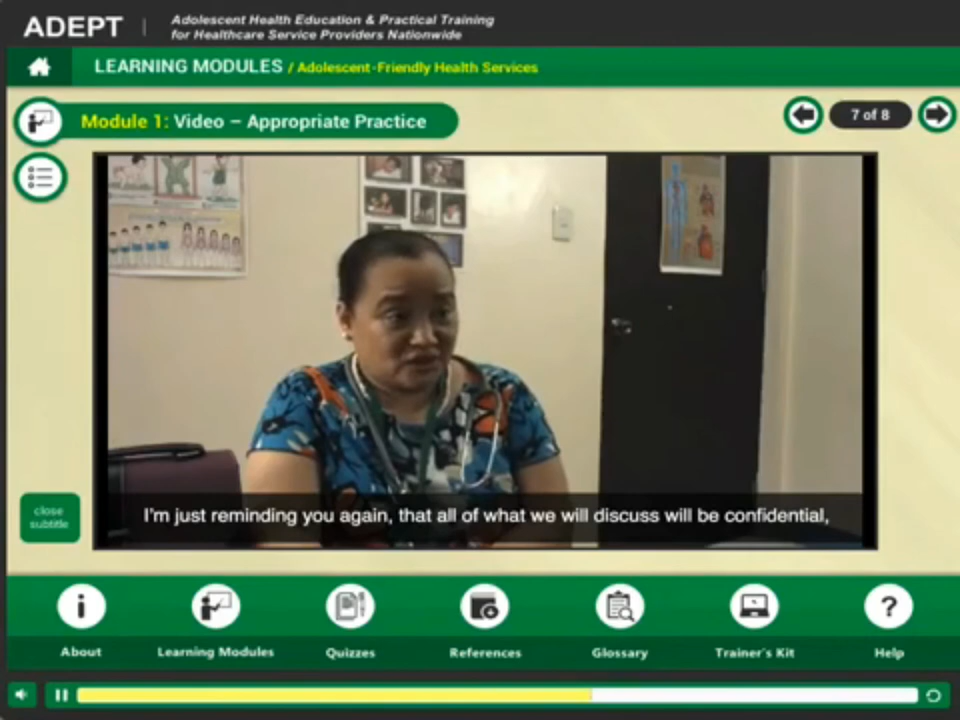 ADEPT
Adolescent Health Education & Practical Training
for Healthcare Service Providers Nationwide
LEARNING MODULES / Adolescent-Friendly Health Services
Module 1: Video – Appropriate Practice
7 of 8
close
subtitle
I'm just reminding you again, that all of what we will discuss will be confidential,
About
Learning Modules
Quizzes
References
Glossary
Trainer's Kit
? 
Help